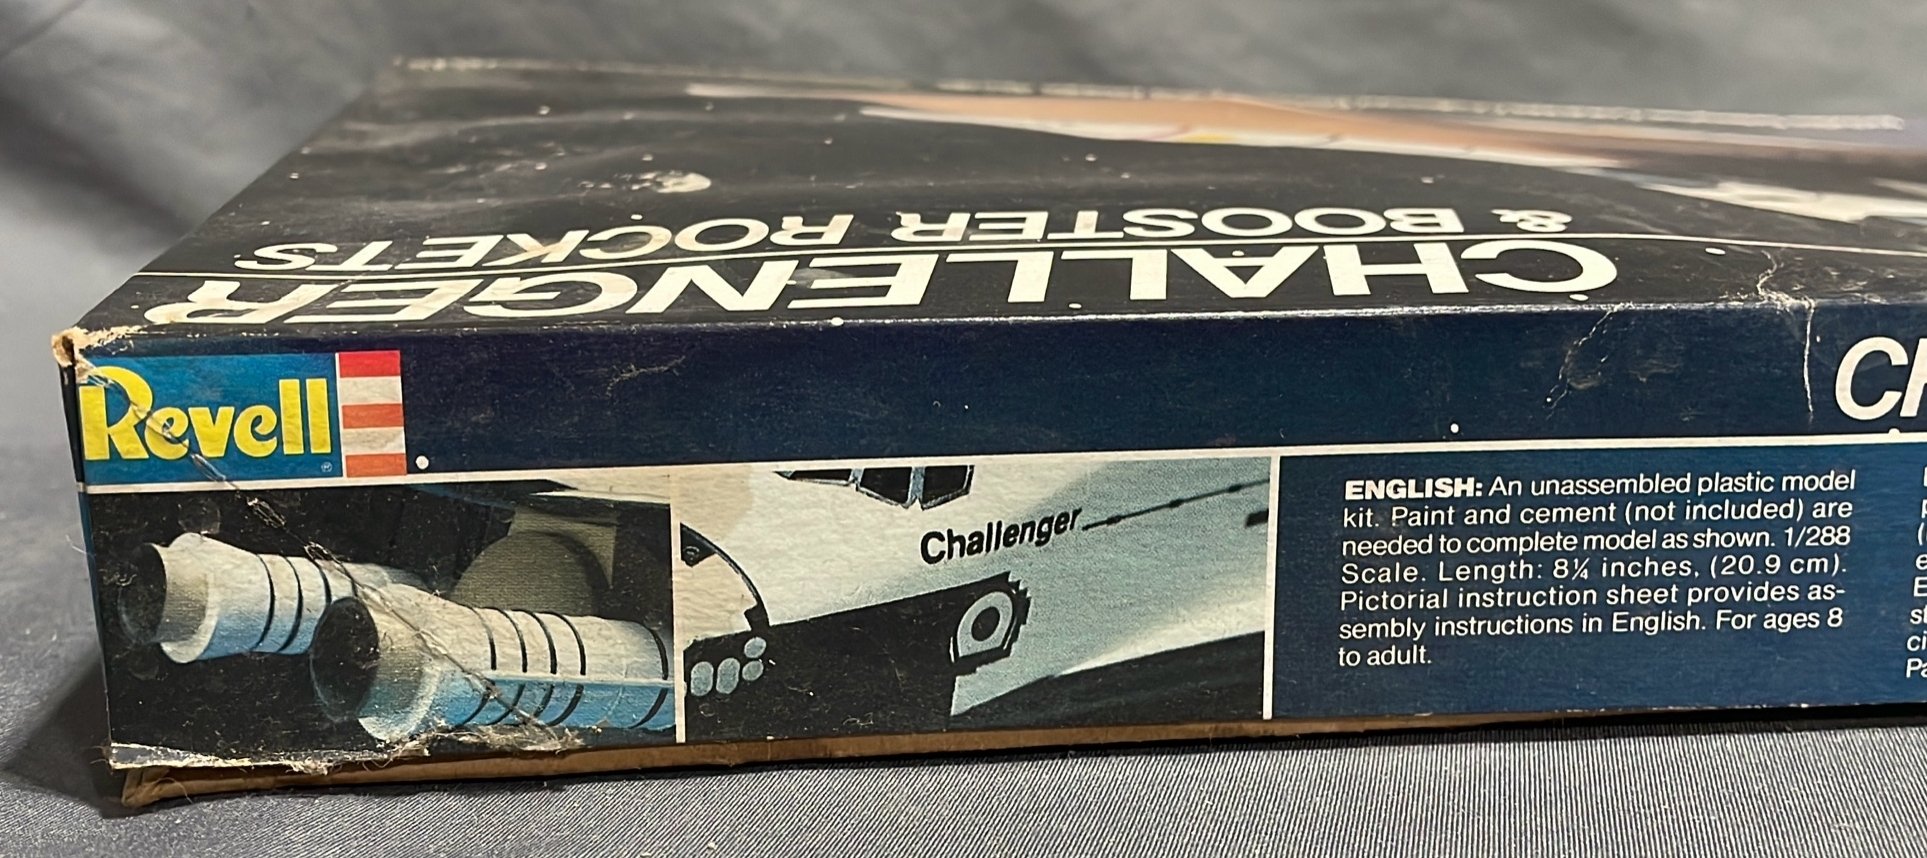 CHALLENGER
& BOOSTER ROCKETS
Revell
Challenger
ENGLISH: An unassembled plastic model
kit. Paint and cement (not included) are
needed to complete model as shown. 1/288
Scale. Length: 8¼ inches, (20.9 cm).
Pictorial instruction sheet provides as-
sembly instructions in English. For ages 8
to adult.